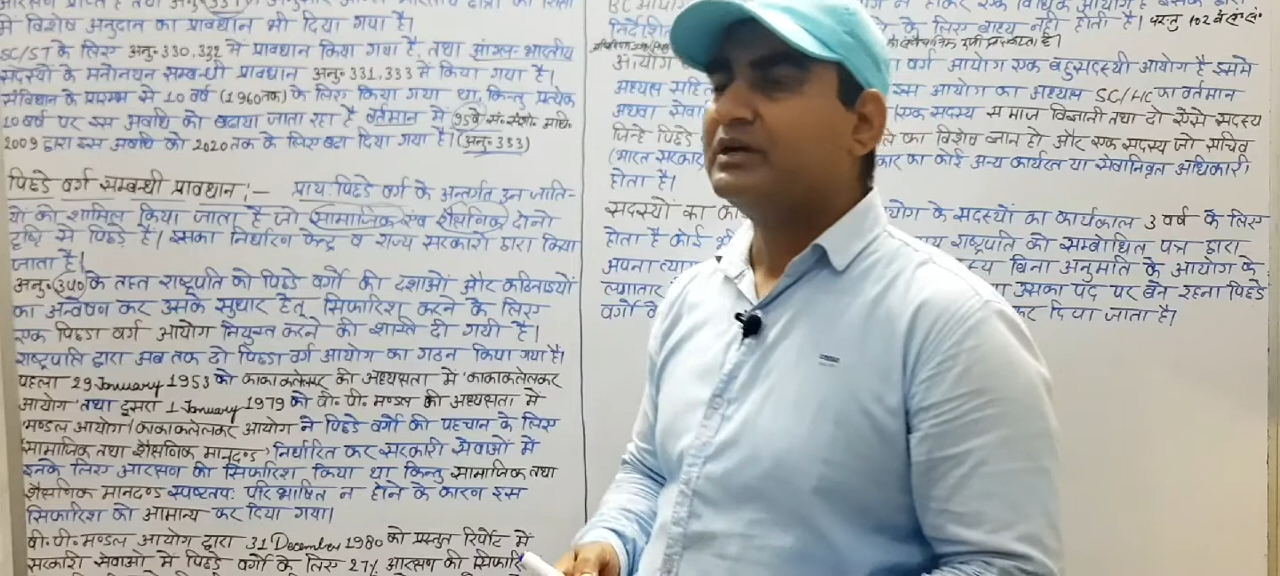 में विशेष अनुदान का प्रावधान भी दिया गया है।
SC/ST के लिए अनु॰ 330, 332 में प्रावधान किया गया है, तथा आंग्ल-भारतीय
सदस्यों के मनोनयन सम्बन्धी प्रावधान अनु॰ 331, 333 में किया गया है।
संविधान के प्रारम्भ से 10 वर्ष (1960 तक) के लिए किया गया था, किन्तु प्रत्येक
10 वर्ष पर इस अवधि को बढाया जाता रहा है वर्तमान में 95वे सं॰ संशो॰ अधि॰
2009 द्वारा इस अवधि को 2020 तक के लिए बढा दिया गया है। (अनु॰ 333)
पिछडे वर्ग सम्बन्धी प्रावधान :- प्रायः पिछडे वर्ग के अन्तर्गत उन जाति-
यों को शामिल किया जाता है जो सामाजिक एवं शैक्षणिक दोनो
दृष्टि से पिछडे है। इसका निर्धारण केन्द्र व राज्य सरकारों द्वारा किया
जाता है।
अनु॰ 340 के तहत राष्ट्रपति को पिछडे वर्गो की दशाओं और कठिनाइयों
का अन्वेषण कर उसके सुधार हेतू सिफारिश करने के लिए
एक पिछडा वर्ग आयोग नियुक्त करने की शक्ति दी गयी है।
राष्ट्रपति द्वारा अब तक दो पिछडा वर्ग आयोग का गठन किया गया है।
पहला 29 January 1953 को काका कलेलकर की अध्यक्षता में 'काका कलेलकर
आयोग' तथा दुसरा 1 January 1979 को बी॰ पी॰ मण्डल की अध्यक्षता में
'मण्डल आयोग'। काका कलेलकर आयोग ने पिछडे वर्गो की पहचान के लिए
'सामाजिक तथा शैक्षणिक मानदण्ड' निर्धारित कर सरकारी सेवाओं में
इनके लिए आरक्षण की सिफारिश किया था किन्तु सामाजिक तथा
शैक्षणिक मानदण्ड स्पष्टतयः परिभाषित न होने के कारण इस
सिफारिश को आमान्य कर दिया गया।
बी॰ पी॰ मण्डल आयोग द्वारा 31 December 1980 को प्रस्तुत रिर्पोट में
सरकारी सेवाओं में पिछडे वर्गो के लिए 27% आरक्षण की सिफारि
के लिए बाध्य नही होता है। परन्तु 102 वे सं॰ सं॰
आयोग
वर्ग आयोग एक बहुसदस्यी आयोग है इसमे
अध्यक्ष सहि
इस आयोग का अध्यक्ष SC/HC का वर्तमान
अथवा सेवा
एक सदस्य समाज विज्ञानी तथा दो ऐसे सदस्य
जिन्हे पिछडे
का विशेष ज्ञान हो और एक सदस्य जो सचिव
(भारत सरकार
कार का कोई अन्य कार्यरत या सेवानिवृत अधिकारी)
होता है।
सदस्यों का का
योग के सदस्यों का कार्यकाल 3 वर्ष के लिए
होता है कोई
राष्ट्रपति को सम्बोधित पत्र द्वारा
अपना त्याग
स्य बिना अनुमति के आयोग के
लगातार
उसका पद पर बने रहना पिछडे
वर्गो के
कर दिया जाता है।